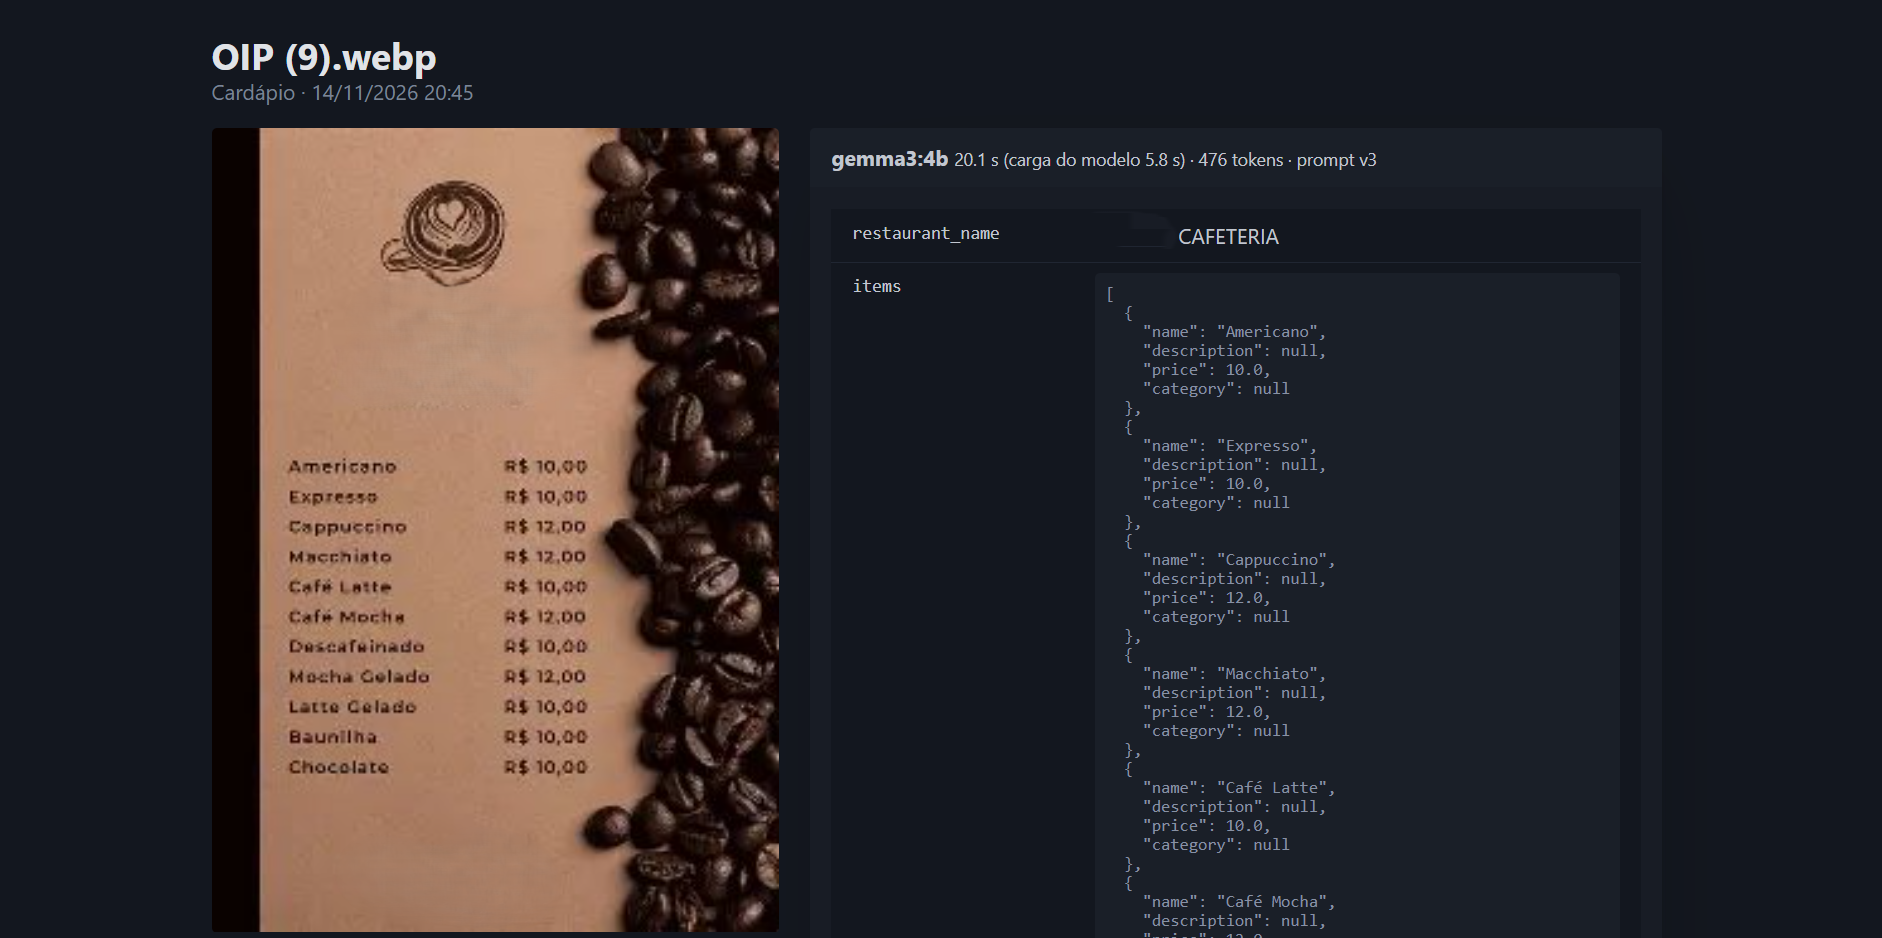 OIP (9).webp
Cardápio · 14/11/2026 20:45
Americano R$ 10,00
Expresso R$ 10,00
Cappuccino R$ 12,00
Macchiato R$ 12,00
Café Latte R$ 10,00
Café Mocha R$ 12,00
Descafeinado R$ 10,00
Mocha Gelado R$ 12,00
Latte Gelado R$ 10,00
Baunilha R$ 10,00
Chocolate R$ 10,00
gemma3:4b 20.1 s (carga do modelo 5.8 s) · 476 tokens · prompt v3
restaurant_name CAFETERIA
items
[
{
"name": "Americano",
"description": null,
"price": 10.0,
"category": null
},
{
"name": "Expresso",
"description": null,
"price": 10.0,
"category": null
},
{
"name": "Cappuccino",
"description": null,
"price": 12.0,
"category": null
},
{
"name": "Macchiato",
"description": null,
"price": 12.0,
"category": null
},
{
"name": "Café Latte",
"description": null,
"price": 10.0,
"category": null
},
{
"name": "Café Mocha",
"description": null,